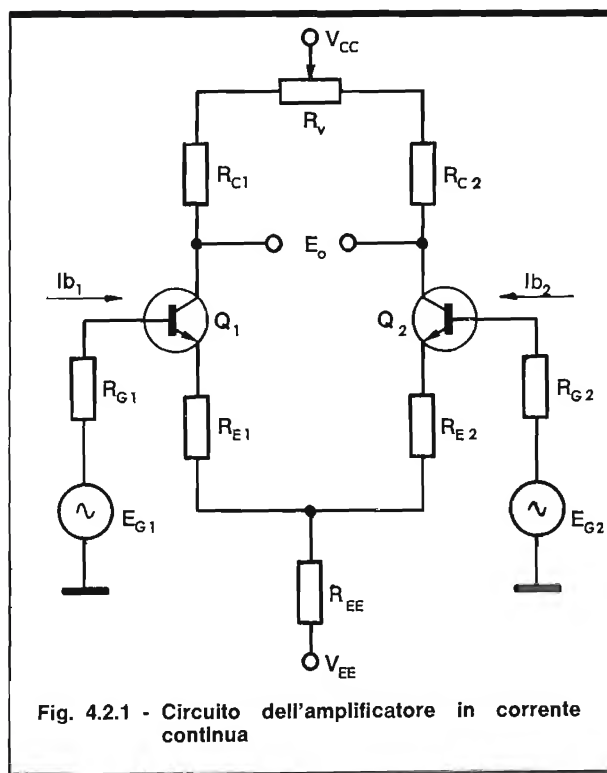 V_CC
R_v
R_C1
R_C2
E_o
Ib_1
Ib_2
Q_1
Q_2
R_G1
R_G2
R_E1
R_E2
E_G1
E_G2
R_EE
V_EE
Fig. 4.2.1 - Circuito dell'amplificatore in corrente
continua